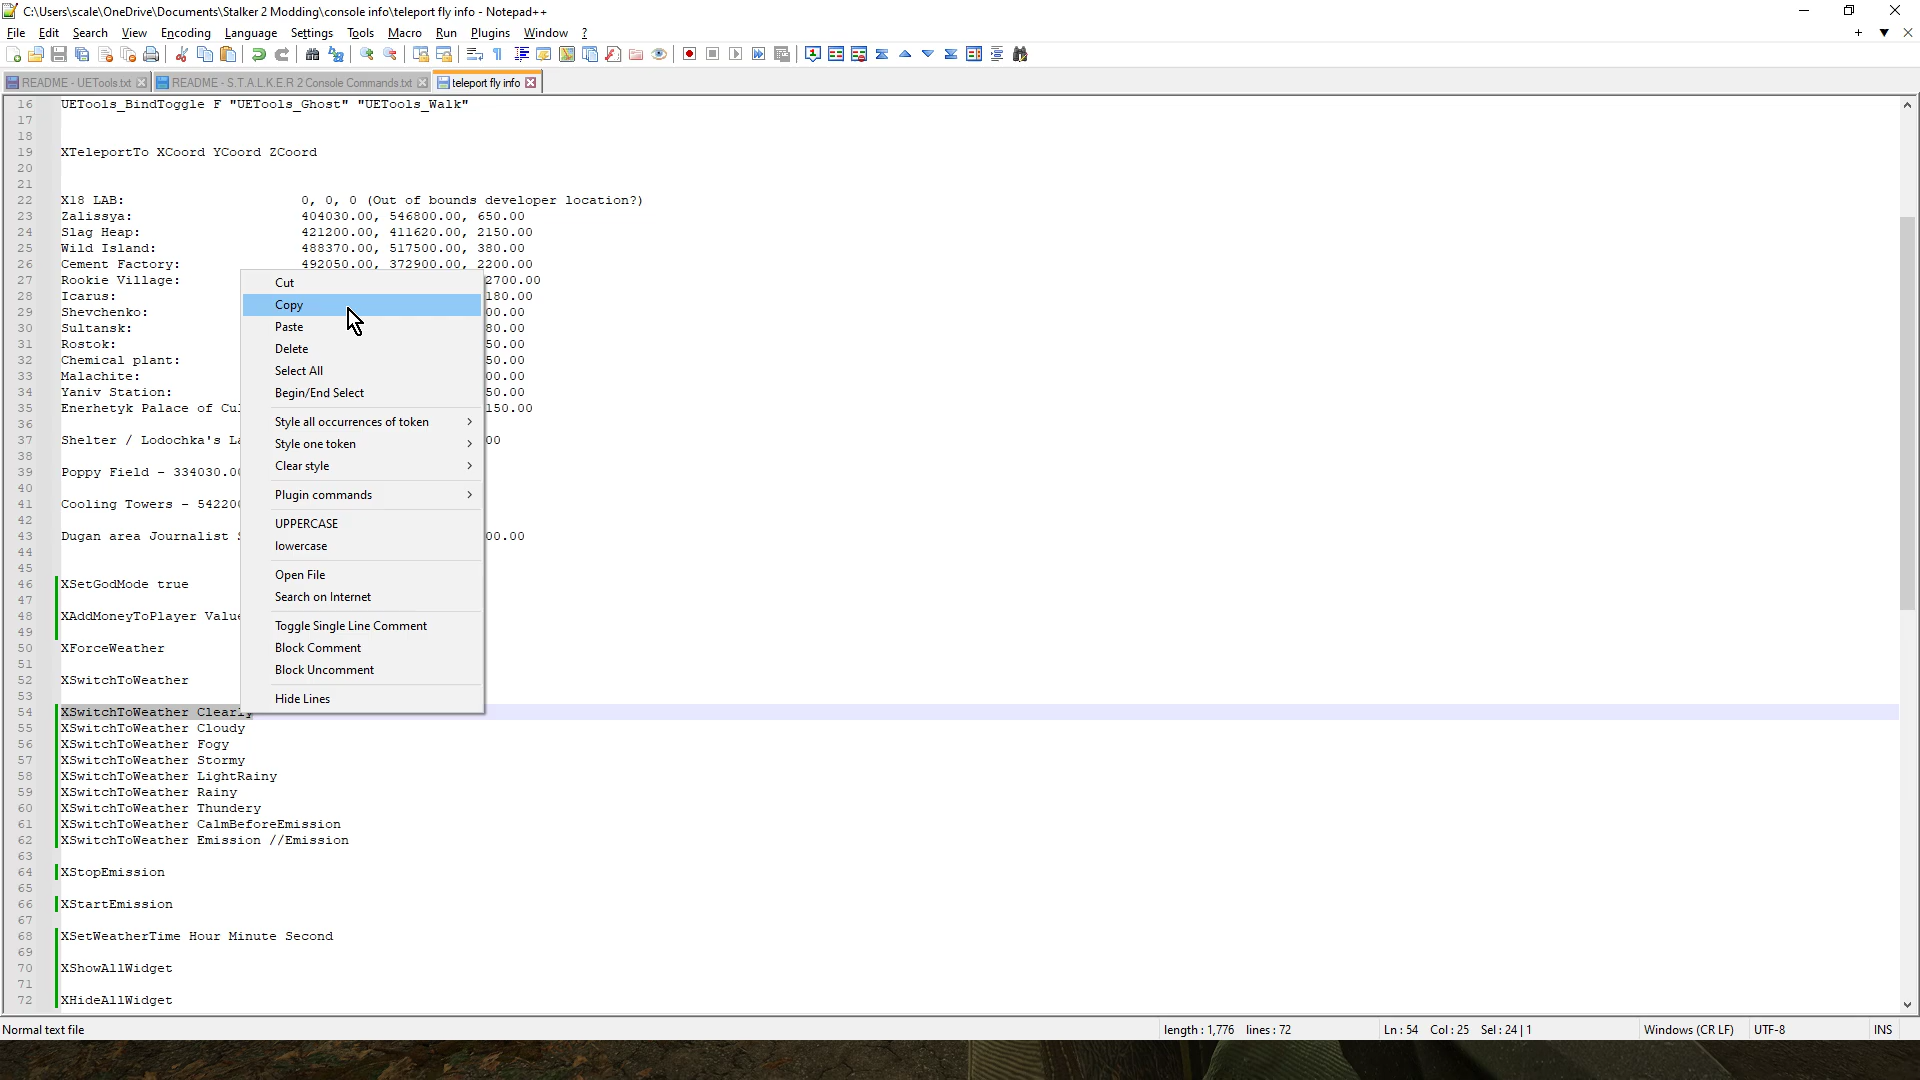 C:\Users\scale\OneDrive\Documents\Stalker 2 Modding\console info\teleport fly info - Notepad++
File Edit Search View Encoding Language Settings Tools Macro Run Plugins Window ?
README - UETools.txt README - S.T.A.L.K.E.R 2 Console Commands.txt teleport fly info
16 UETools_BindToggle F "UETools_Ghost" "UETools_Walk"
17
18
19 XTeleportTo XCoord YCoord ZCoord
20
21
22 X18 LAB: 0, 0, 0 (Out of bounds developer location?)
23 Zalissya: 404030.00, 546800.00, 650.00
24 Slag Heap: 421200.00, 411620.00, 2150.00
25 Wild Island: 488370.00, 517500.00, 380.00
26 Cement Factory: 492050.00, 372900.00, 2200.00
27 Rookie Village: 2700.00
28 Icarus: 180.00
29 Shevchenko: 00.00
30 Sultansk: 80.00
31 Rostok: 50.00
32 Chemical plant: 50.00
33 Malachite: 00.00
34 Yaniv Station: 50.00
35 Enerhetyk Palace of Cul 150.00
36
37 Shelter / Lodochka's La 00
38
39 Poppy Field - 334030.00
40
41 Cooling Towers - 542200
42
43 Dugan area Journalist 00.00
44
45
46 XSetGodMode true
47
48 XAddMoneyToPlayer Value
49
50 XForceWeather
51
52 XSwitchToWeather
53
54 XSwitchToWeather Clearly
55 XSwitchToWeather Cloudy
56 XSwitchToWeather Fogy
57 XSwitchToWeather Stormy
58 XSwitchToWeather LightRainy
59 XSwitchToWeather Rainy
60 XSwitchToWeather Thundery
61 XSwitchToWeather CalmBeforeEmission
62 XSwitchToWeather Emission //Emission
63
64 XStopEmission
65
66 XStartEmission
67
68 XSetWeatherTime Hour Minute Second
69
70 XShowAllWidget
71
72 XHideAllWidget
Cut
Copy
Paste
Delete
Select All
Begin/End Select
Style all occurrences of token
Style one token
Clear style
Plugin commands
UPPERCASE
lowercase
Open File
Search on Internet
Toggle Single Line Comment
Block Comment
Block Uncomment
Hide Lines
Normal text file length : 1,776 lines : 72 Ln : 54 Col : 25 Sel : 24 | 1 Windows (CR LF) UTF-8 INS